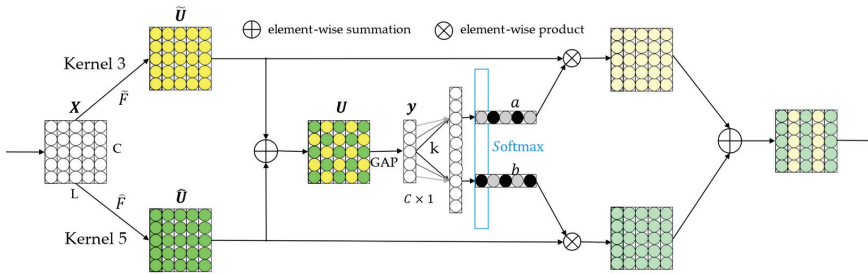 Ũ
⊕ element-wise summation ⊗ element-wise product
Kernel 3
F̃
X
C
L
U
GAP
y
k
C × 1
a
Softmax
b
F̂
Û
Kernel 5